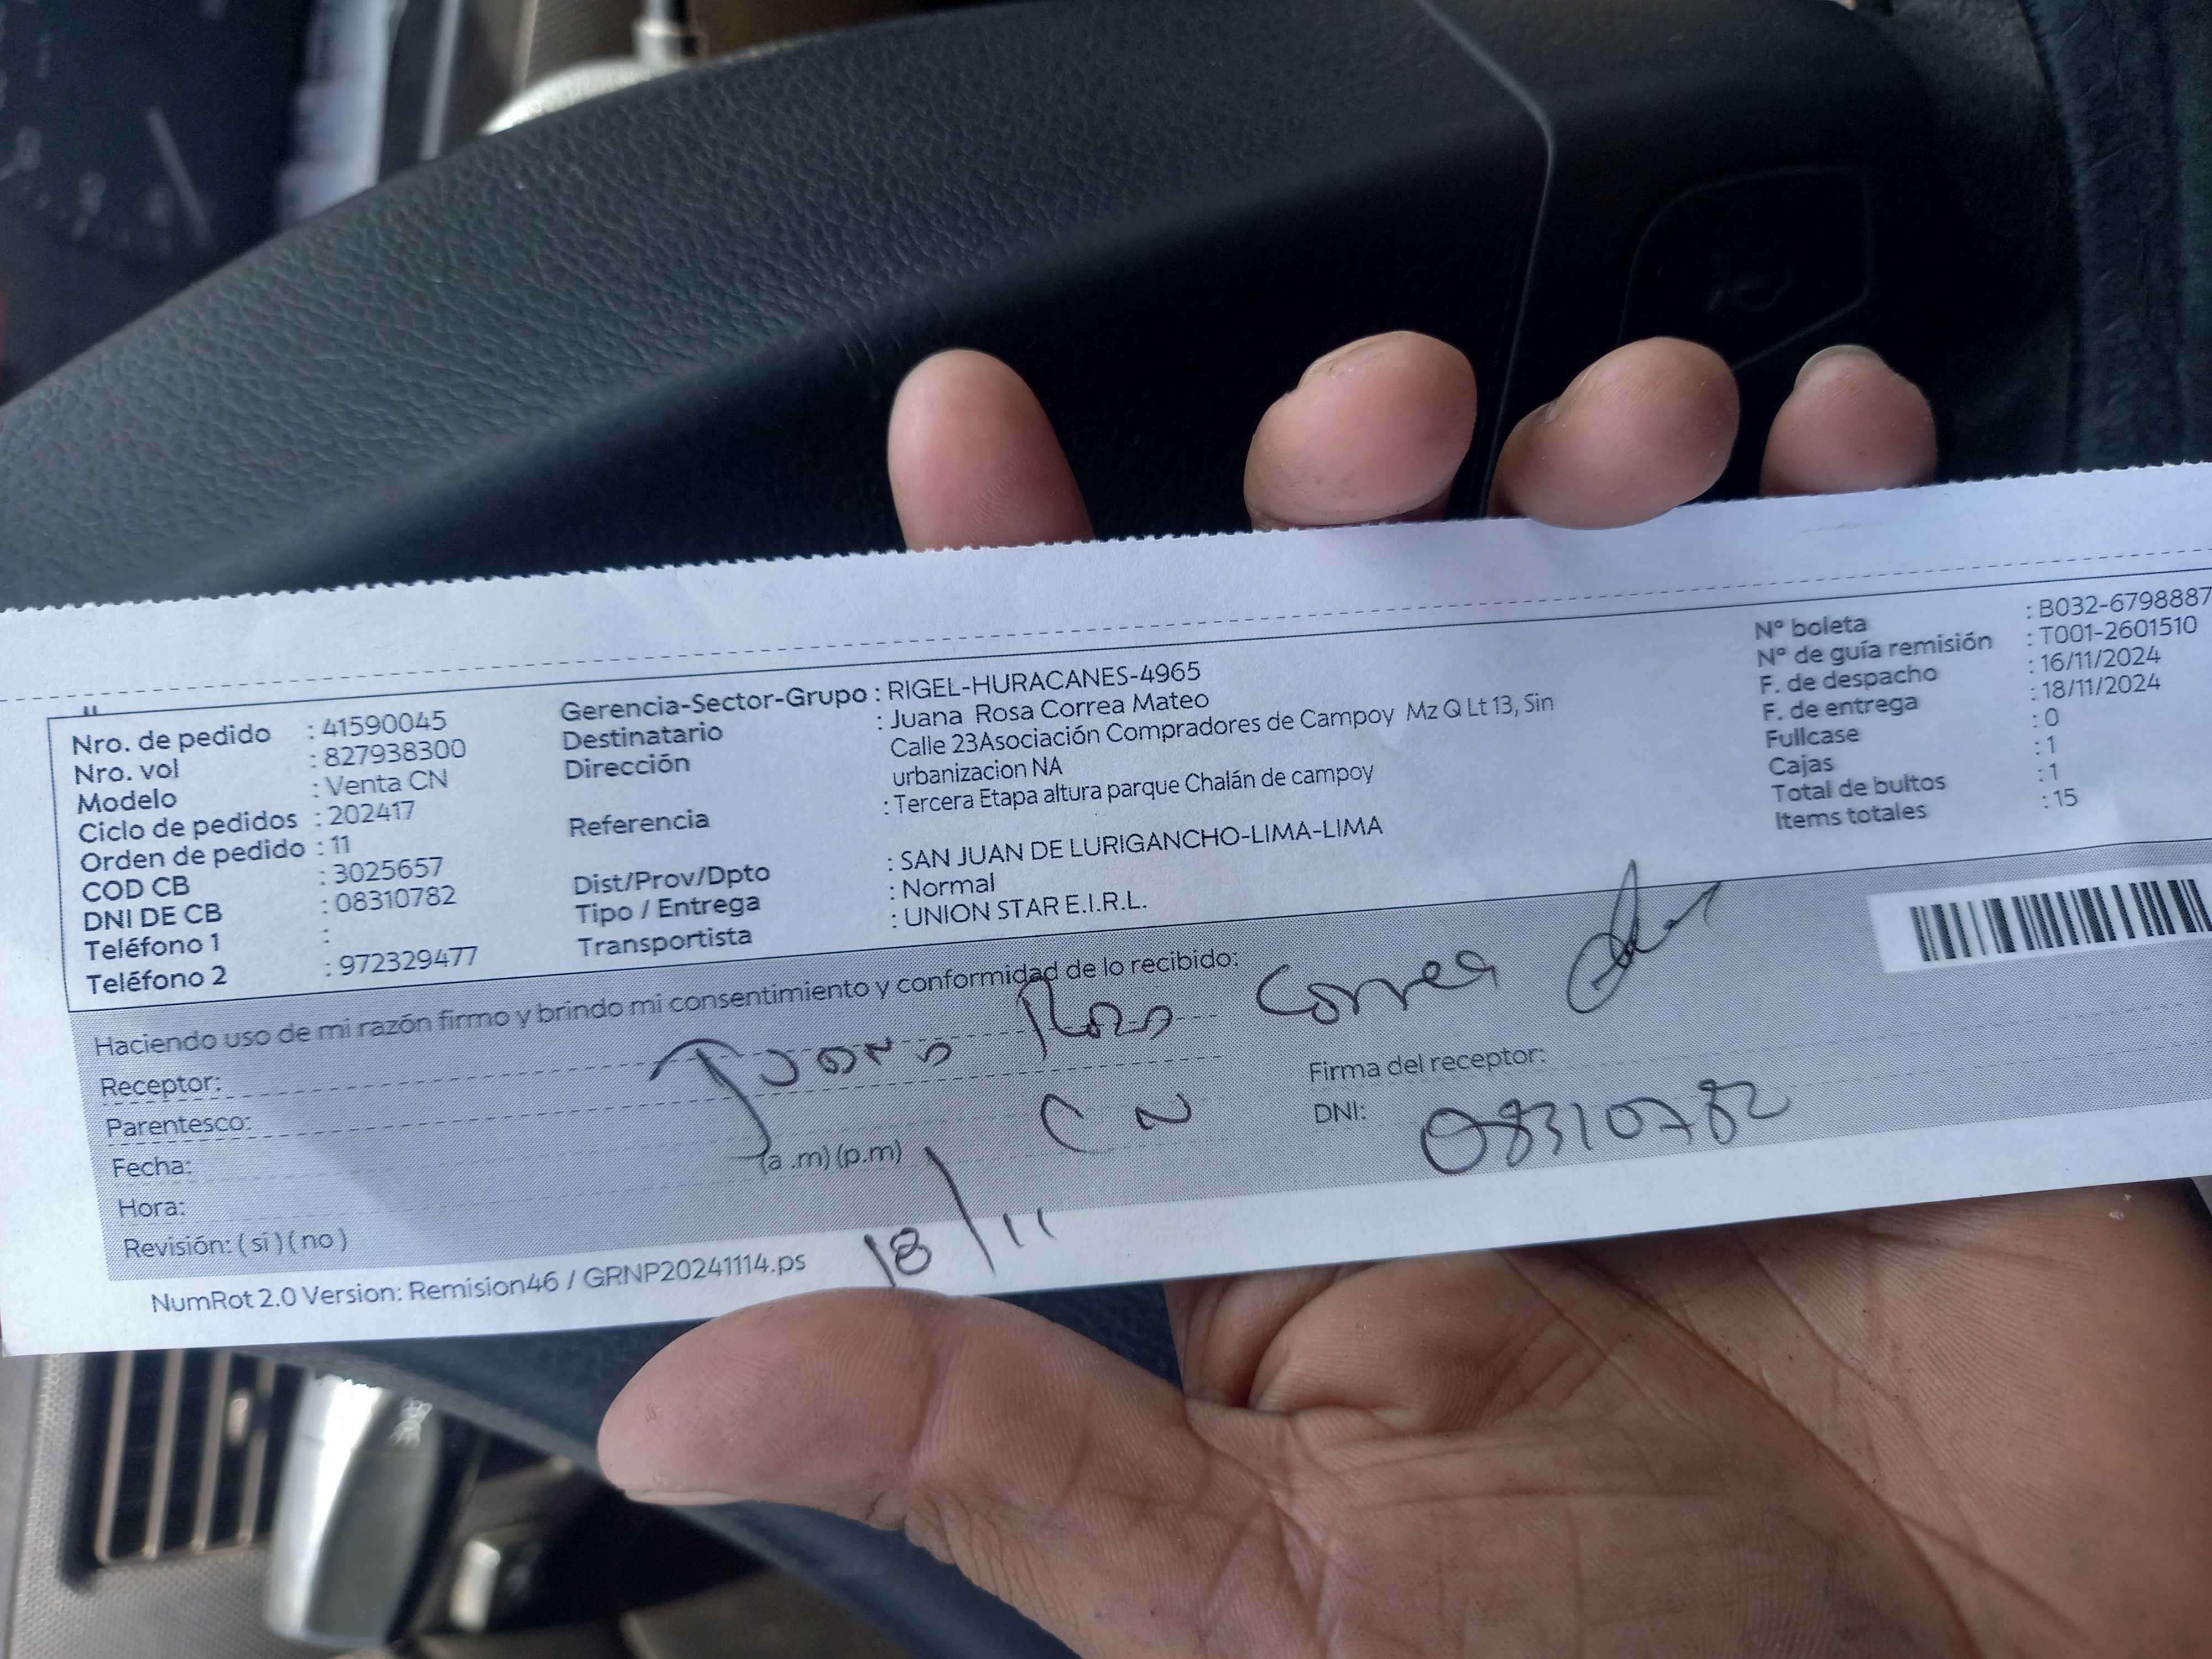 Nro. de pedido : 41590045
Nro. vol : 827938300
Modelo : Venta CN
Ciclo de pedidos : 202417
Orden de pedido : 11
COD CB : 3025657
DNI DE CB : 08310782
Teléfono 1 :
Teléfono 2 : 972329477
Gerencia-Sector-Grupo : RIGEL-HURACANES-4965
Destinatario : Juana Rosa Correa Mateo
Dirección Calle 23Asociación Compradores de Campoy Mz Q Lt 13, Sin
urbanizacion NA
Referencia : Tercera Etapa altura parque Chalán de campoy
Dist/Prov/Dpto : SAN JUAN DE LURIGANCHO-LIMA-LIMA
Tipo / Entrega : Normal
Transportista : UNION STAR E.I.R.L.
Nº boleta : B032-6798887
Nº de guía remisión : T001-2601510
F. de despacho : 16/11/2024
F. de entrega : 18/11/2024
Fullcase : 0
Cajas : 1
Total de bultos : 1
Items totales : 15
Haciendo uso de mi razón firmo y brindo mi consentimiento y conformidad de lo recibido:
Receptor: Juana Rosa Correa
Firma del receptor:
Parentesco: CN
DNI: 08310782
Fecha:
Hora: (a .m) (p.m)
18/11
Revisión: ( si ) ( no )
NumRot 2.0 Version: Remision46 / GRNP20241114.ps